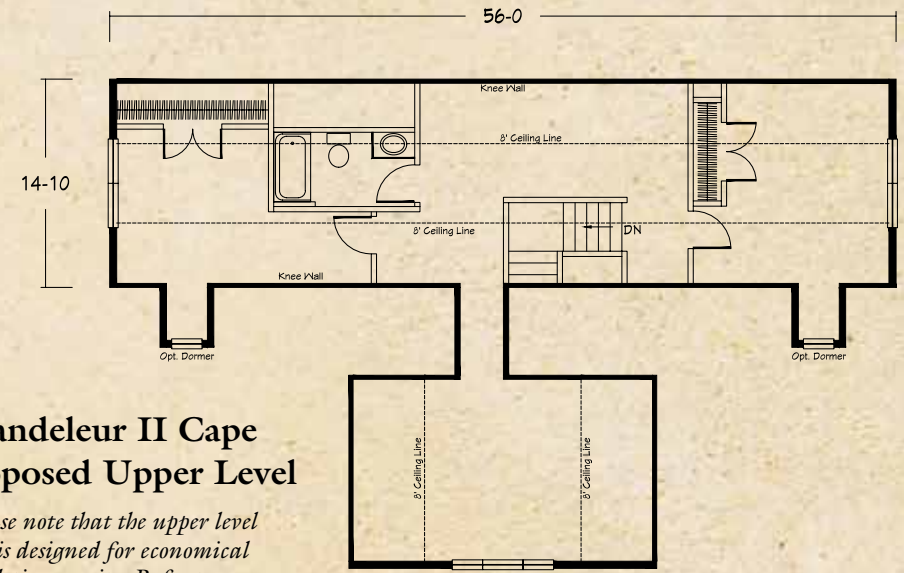 56-0
Knee Wall
8' Ceiling Line
14-10
8' Ceiling Line
DN
Knee Wall
Opt. Dormer
Opt. Dormer
andeleur II Cape
posed Upper Level
8' Ceiling Line
8' Ceiling Line
se note that the upper level
is designed for economical